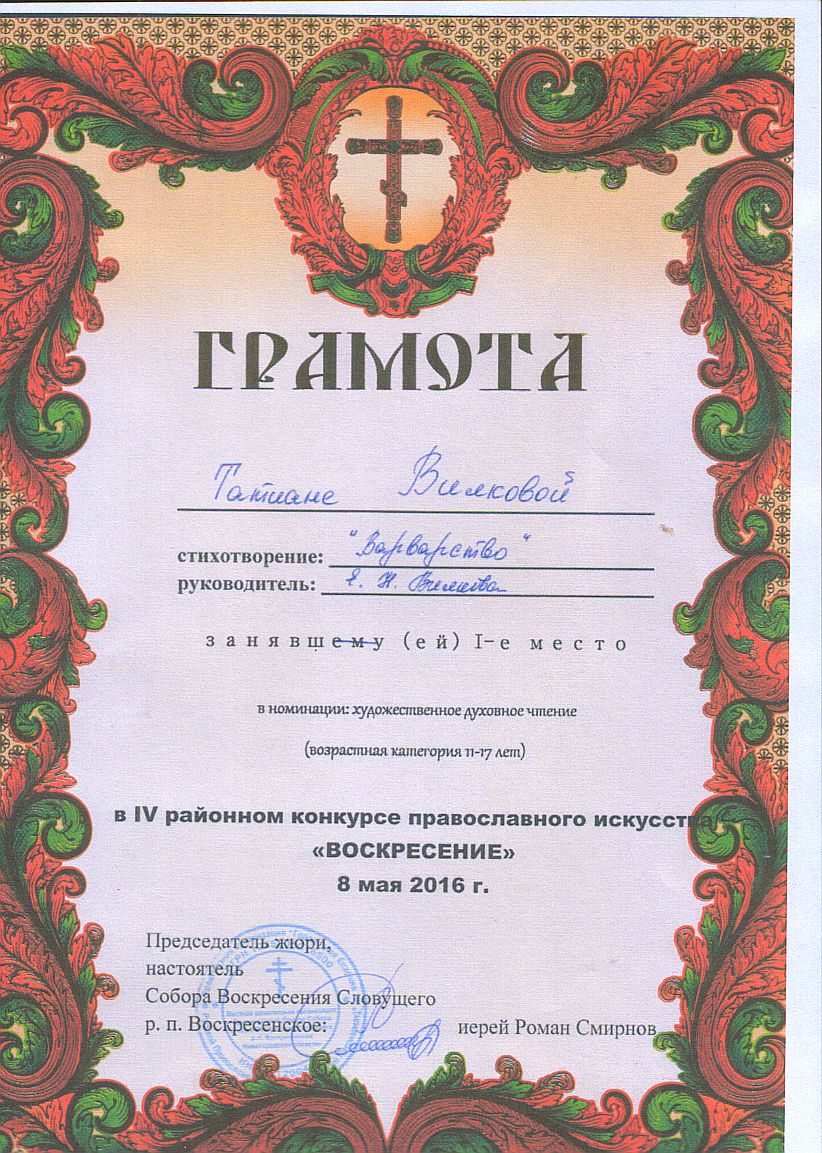 ГРАМОТА
Татиане Вилковой
стихотворение: "Варварство"
руководитель: Е. Н. Вилкова
занявшему (ей) I-е место
в номинации: художественное духовное чтение
(возрастная категория 11-17 лет)
в IV районном конкурсе православного искусства
«ВОСКРЕСЕНИЕ»
8 мая 2016 г.
Председатель жюри,
настоятель
Собора Воскресения Словущего
р. п. Воскресенское: иерей Роман Смирнов